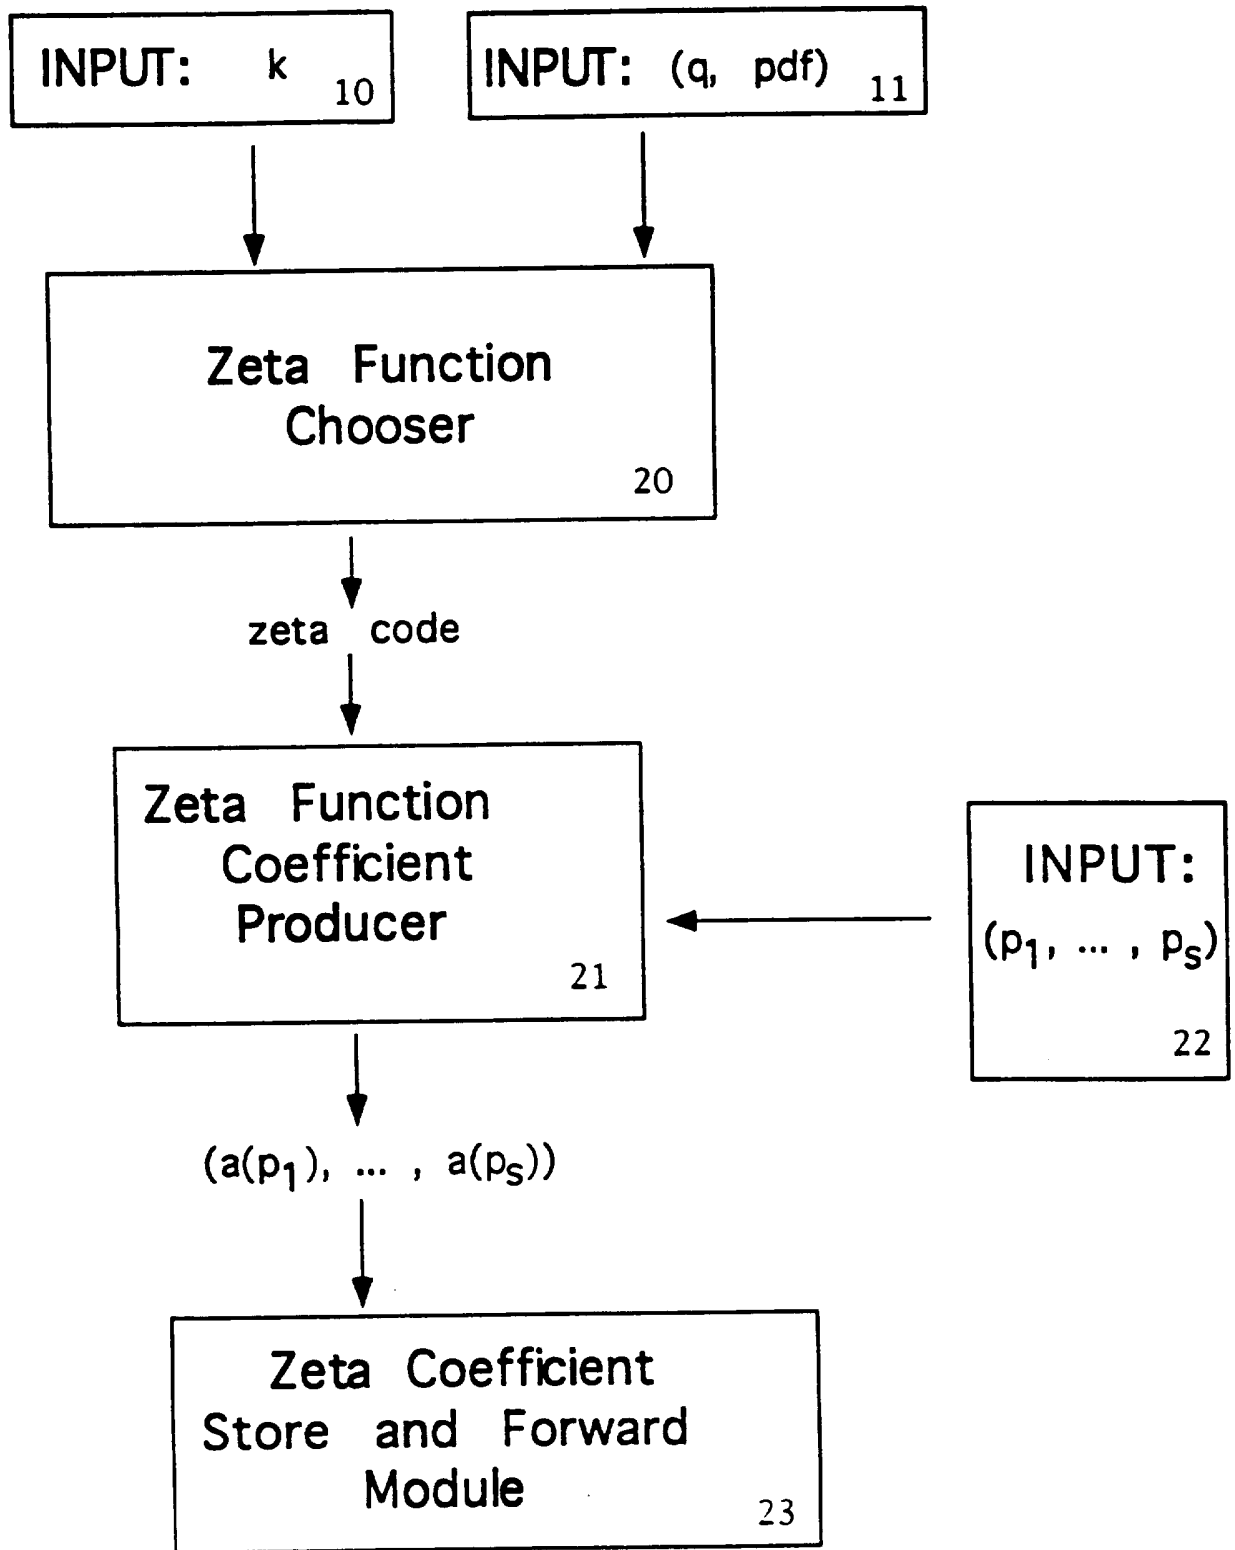 INPUT: k
10
INPUT: (q, pdf)
11
Zeta Function
Chooser
20
zeta code
Zeta Function
Coefficient
Producer
21
INPUT:
(p₁, ... , pₛ)
22
(a(p₁), ... , a(pₛ))
Zeta Coefficient
Store and Forward
Module
23